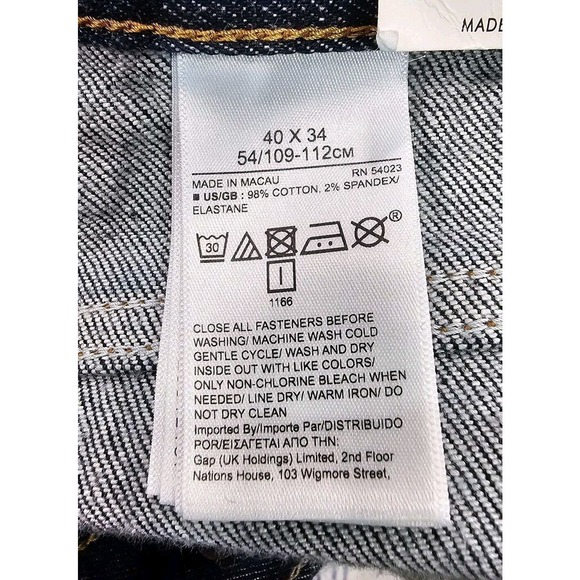 MADE
40 X 34
54/109-112CM
MADE IN MACAU RN 54023
■ US/GB : 98% COTTON, 2% SPANDEX/
ELASTANE
30 ®
1166
CLOSE ALL FASTENERS BEFORE
WASHING/ MACHINE WASH COLD
GENTLE CYCLE/ WASH AND DRY
INSIDE OUT WITH LIKE COLORS/
ONLY NON-CHLORINE BLEACH WHEN
NEEDED/ LINE DRY/ WARM IRON/ DO
NOT DRY CLEAN
Imported By/Importe Par/DISTRIBUIDO
POR/ΕΙΣΑΓΕΤΑΙ ΑΠΟ ΤΗΝ:
Gap (UK Holdings) Limited, 2nd Floor
Nations House, 103 Wigmore Street,